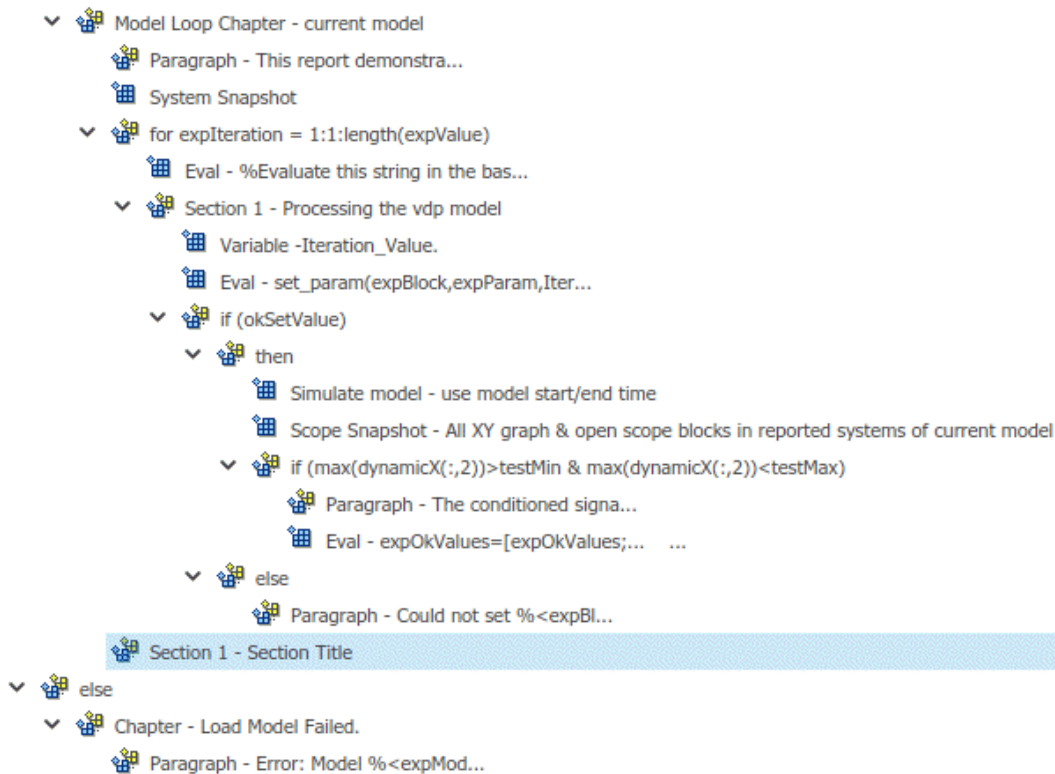 Model Loop Chapter - current model
Paragraph - This report demonstra...
System Snapshot
for expIteration = 1:1:length(expValue)
Eval - %Evaluate this string in the bas...
Section 1 - Processing the vdp model
Variable -Iteration_Value.
Eval - set_param(expBlock,expParam,Iter...
if (okSetValue)
then
Simulate model - use model start/end time
Scope Snapshot - All XY graph & open scope blocks in reported systems of current model
if (max(dynamicX(:,2))>testMin & max(dynamicX(:,2))<testMax)
Paragraph - The conditioned signa...
Eval - expOkValues=[expOkValues;... ...
else
Paragraph - Could not set %<expBl...
Section 1 - Section Title
else
Chapter - Load Model Failed.
Paragraph - Error: Model %<expMod...